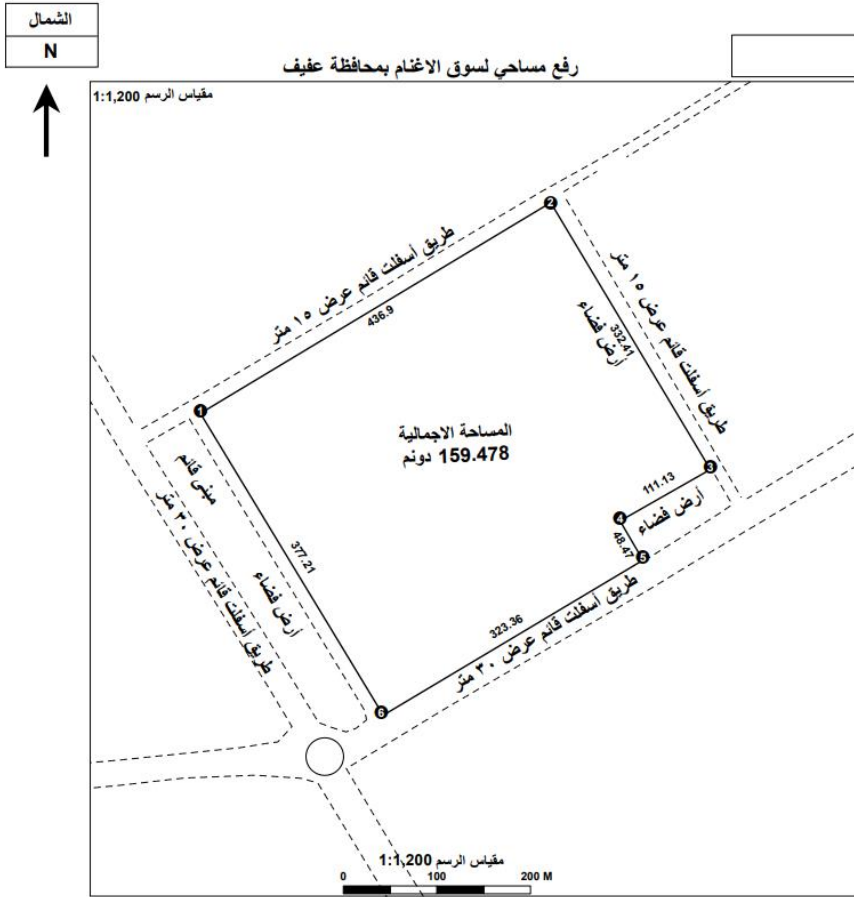 الشمال
N
رفع مساحي لسوق الاغنام بمحافظة عفيف
مقياس الرسم 1:1,200
2
طريق أسفلت قائم عرض ١٥ متر
436.9
طريق أسفلت قائم عرض ١٥ متر
332.41
أرض فضاء
1
المساحة الاجمالية
159.478 دونم
3
111.13
أرض فضاء
4
48.47
5
مبنى قائم
طريق أسفلت قائم عرض ٣٠ متر
377.21
أرض فضاء
323.36
طريق أسفلت قائم عرض ٣٠ متر
6
مقياس الرسم 1:1,200
0 100 200 M